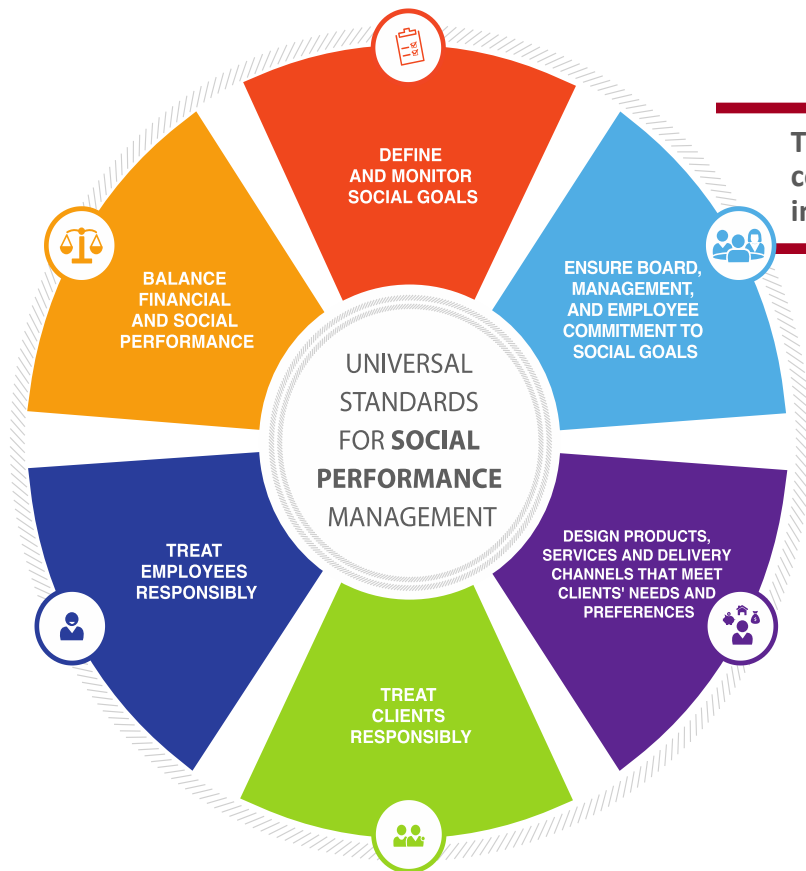 DEFINE
AND MONITOR
SOCIAL GOALS
ENSURE BOARD,
MANAGEMENT,
AND EMPLOYEE
COMMITMENT TO
SOCIAL GOALS
DESIGN PRODUCTS,
SERVICES AND DELIVERY
CHANNELS THAT MEET
CLIENTS' NEEDS AND
PREFERENCES
TREAT
CLIENTS
RESPONSIBLY
TREAT
EMPLOYEES
RESPONSIBLY
BALANCE
FINANCIAL
AND SOCIAL
PERFORMANCE
UNIVERSAL
STANDARDS
FOR SOCIAL
PERFORMANCE
MANAGEMENT